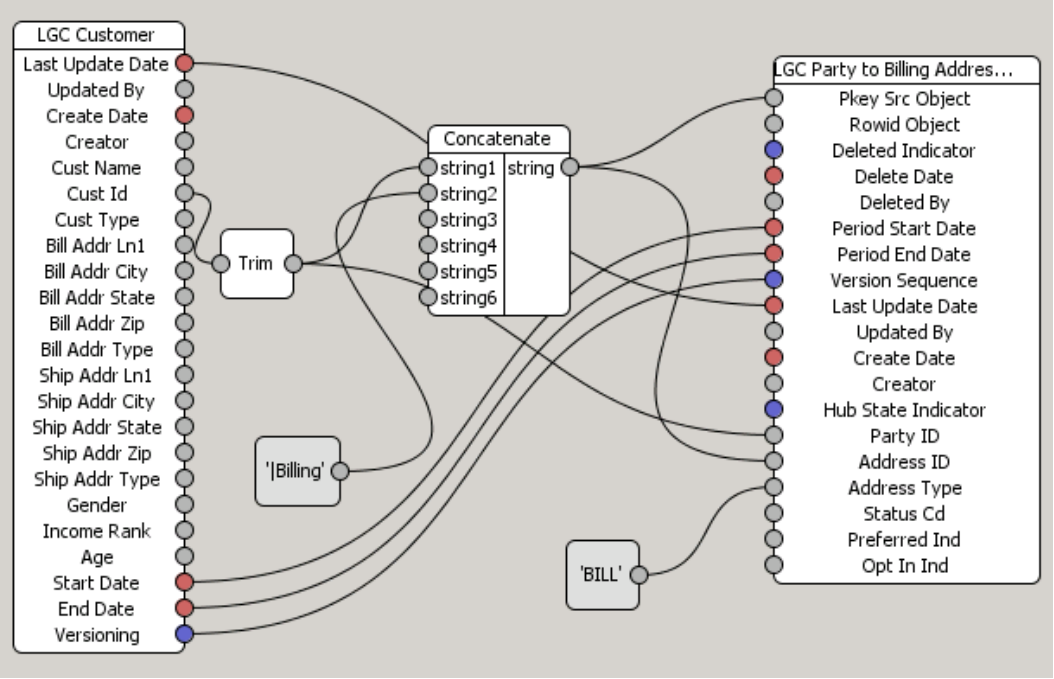 LGC Customer
Last Update Date
Updated By
Create Date
Creator
Cust Name
Cust Id
Cust Type
Bill Addr Ln1
Bill Addr City
Bill Addr State
Bill Addr Zip
Bill Addr Type
Ship Addr Ln1
Ship Addr City
Ship Addr State
Ship Addr Zip
Ship Addr Type
Gender
Income Rank
Age
Start Date
End Date
Versioning
Trim
'|Billing'
Concatenate
string1 string
string2
string3
string4
string5
string6
'BILL'
LGC Party to Billing Addres...
Pkey Src Object
Rowid Object
Deleted Indicator
Delete Date
Deleted By
Period Start Date
Period End Date
Version Sequence
Last Update Date
Updated By
Create Date
Creator
Hub State Indicator
Party ID
Address ID
Address Type
Status Cd
Preferred Ind
Opt In Ind